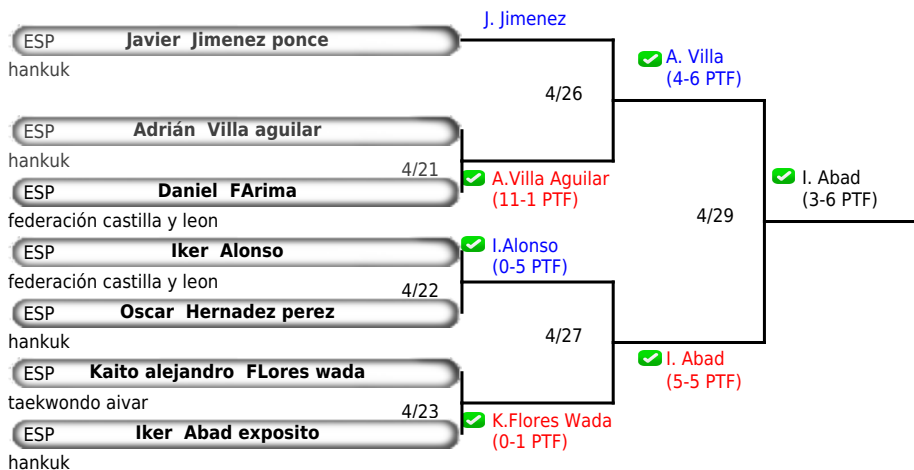 J. Jimenez
ESP Javier Jimenez ponce
hankuk
A. Villa
(4-6 PTF)
4/26
ESP Adrián Villa aguilar
hankuk
4/21
A.Villa Aguilar
(11-1 PTF)
ESP Daniel FArima
federación castilla y leon
I. Abad
(3-6 PTF)
4/29
ESP Iker Alonso
I.Alonso
(0-5 PTF)
federación castilla y leon
4/22
ESP Oscar Hernadez perez
hankuk
4/27
I. Abad
(5-5 PTF)
ESP Kaito alejandro FLores wada
taekwondo aivar
4/23
K.Flores Wada
(0-1 PTF)
ESP Iker Abad exposito
hankuk